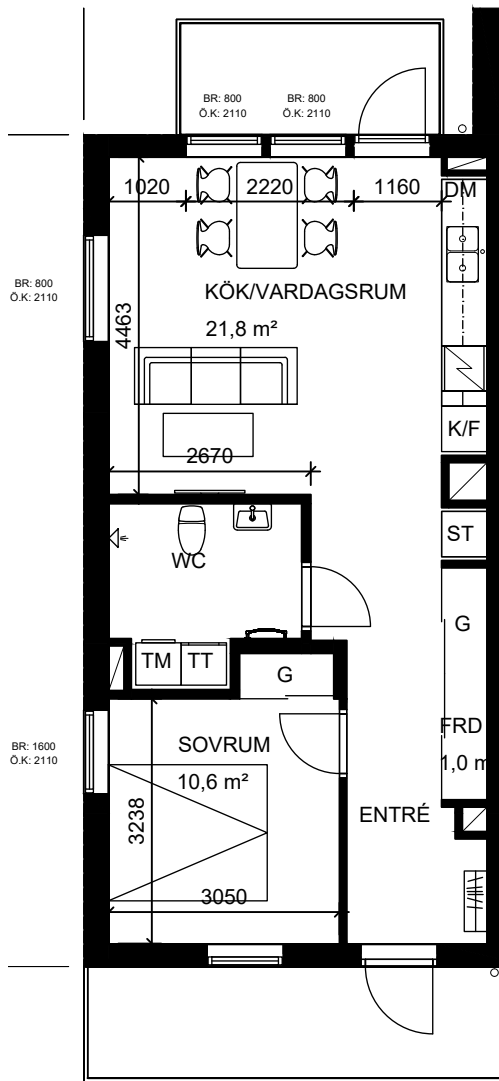 BR: 800
Ö.K: 2110
BR: 800
Ö.K: 2110
1020
2220
1160
DM
BR: 800
Ö.K: 2110
KÖK/VARDAGSRUM
21,8 m²
4463
K/F
2670
ST
WC
G
TM
TT
G
FRD
1,0 m
SOVRUM
10,6 m²
BR: 1600
Ö.K: 2110
ENTRÉ
3238
3050